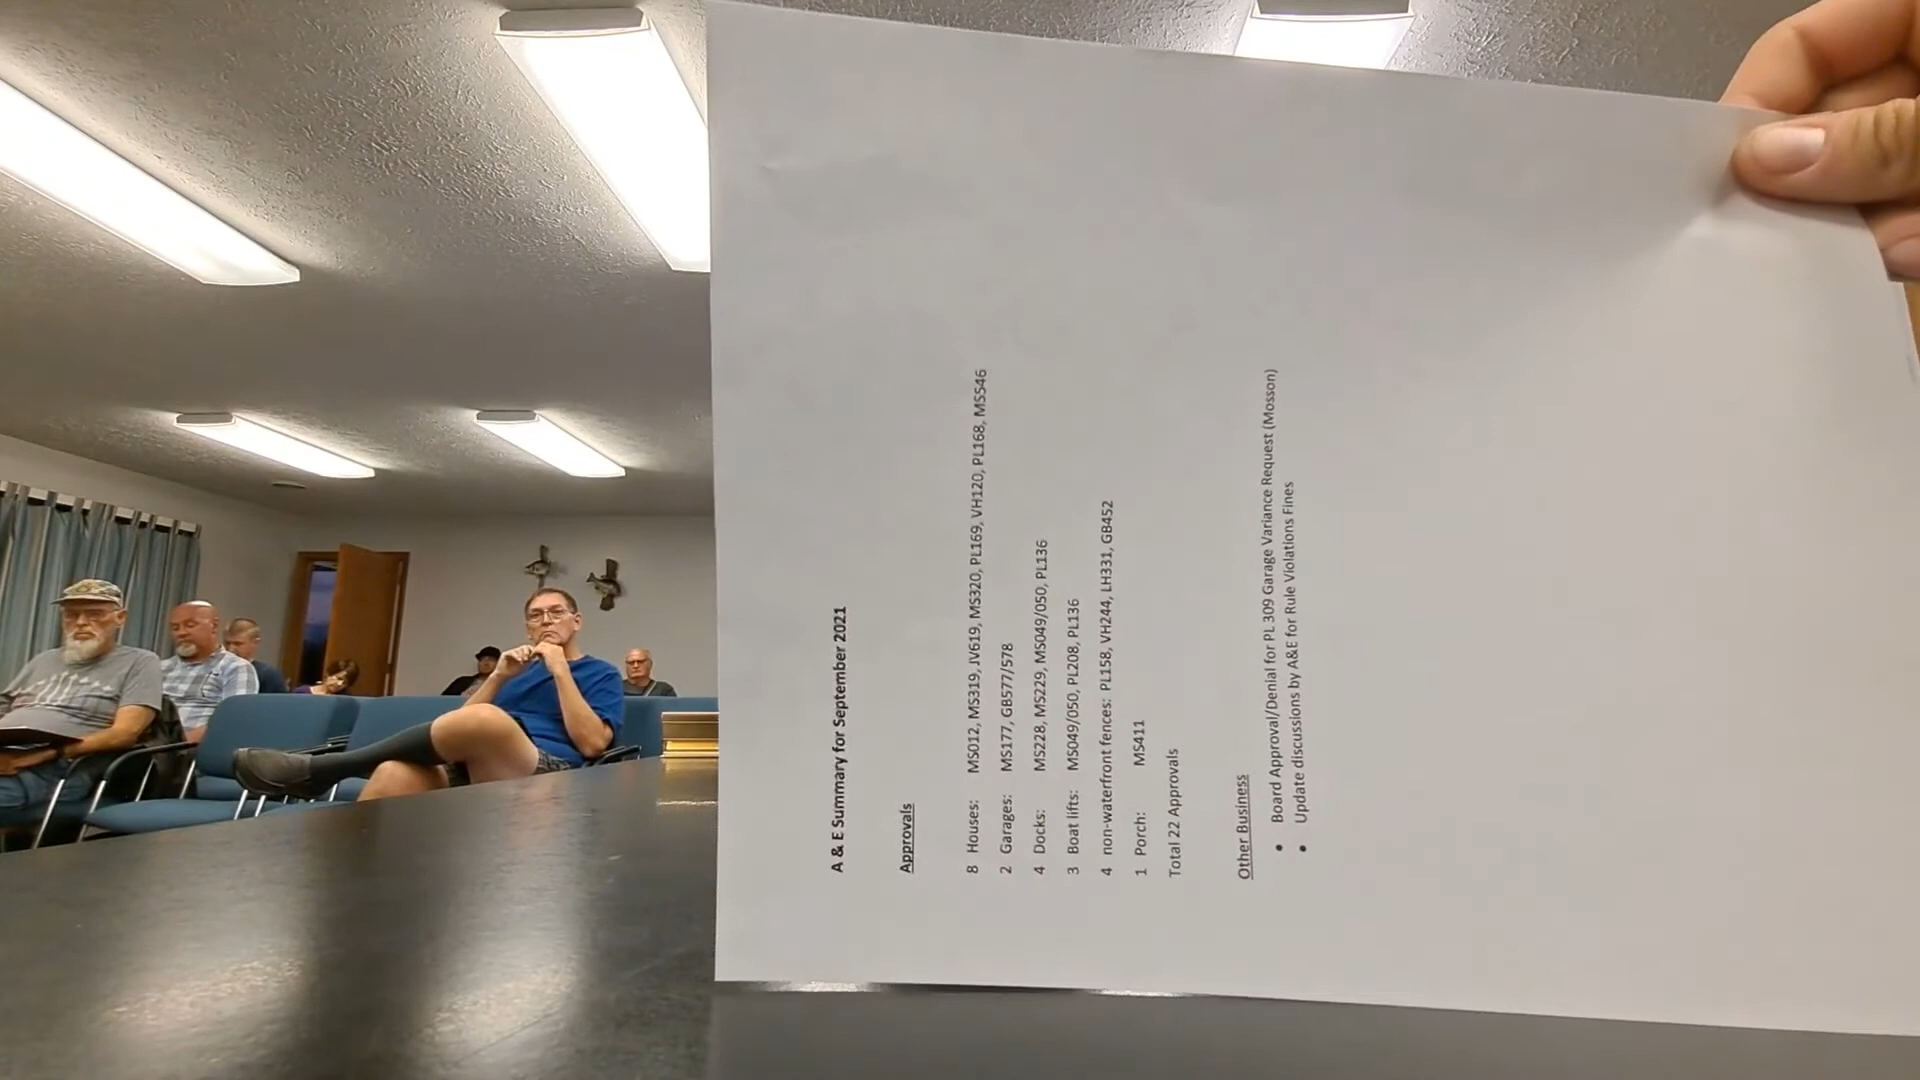 A & E Summary for September 2021
Approvals
8 Houses: MS012, MS319, JV619, MS320, PL169, VH120, PL168, MS546
2 Garages: MS177, GB577/578
4 Docks: MS228, MS229, MS049/050, PL136
3 Boat lifts: MS049/050, PL208, PL136
4 non-waterfront fences: PL158, VH244, LH331, GB452
1 Porch: MS411
Total 22 Approvals
Other Business
• Board Approval/Denial for PL 309 Garage Variance Request (Mosson)
• Update discussions by A&E for Rule Violations Fines